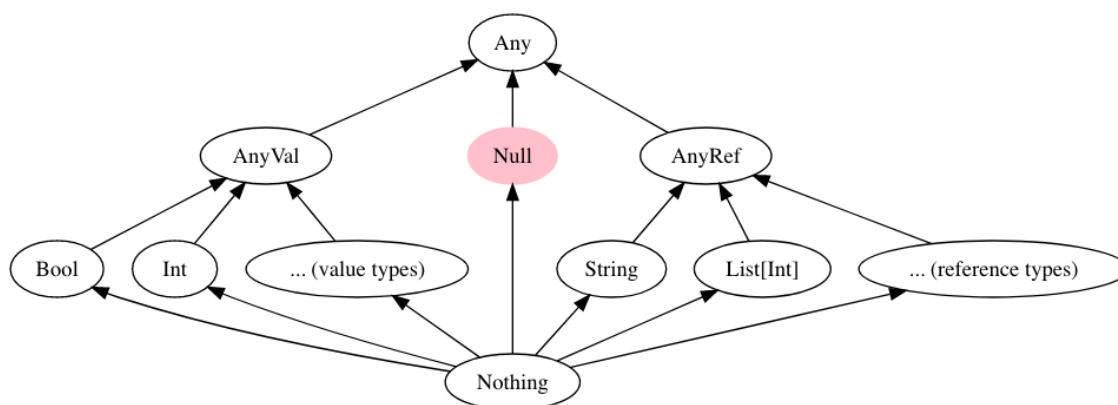 Any
AnyVal
Null
AnyRef
Bool
Int
... (value types)
String
List[Int]
... (reference types)
Nothing